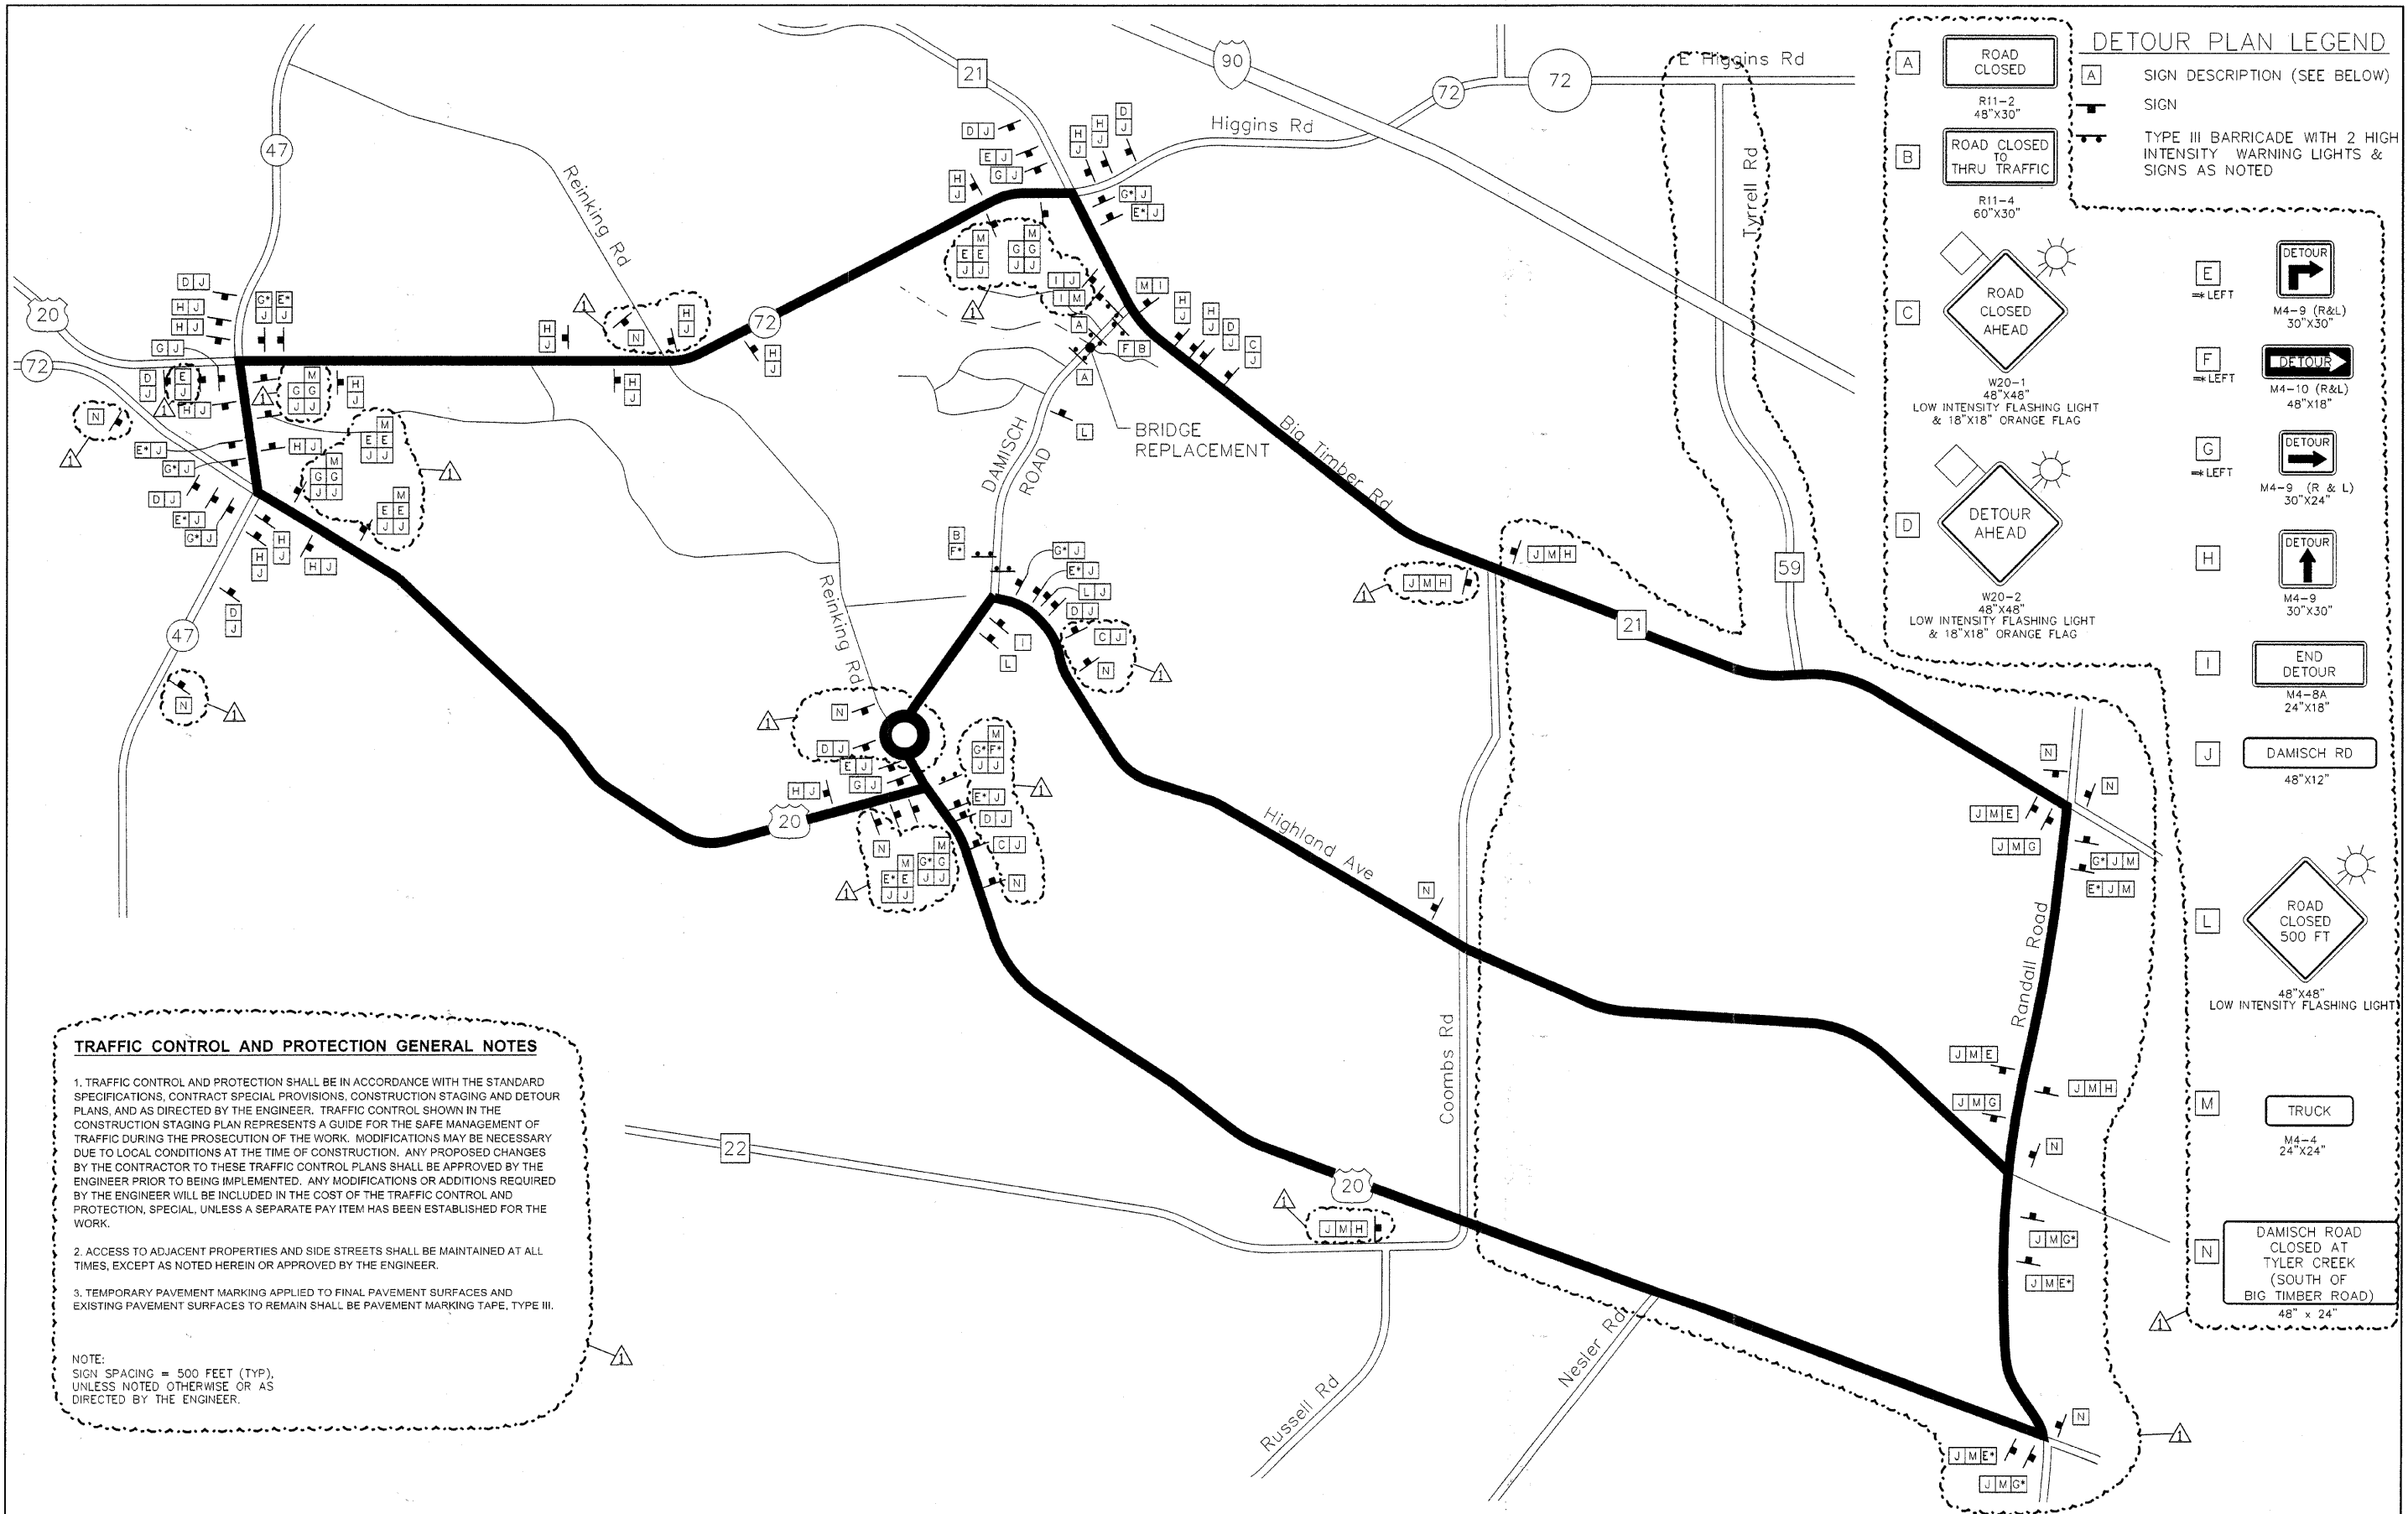 DETOUR PLAN LEGEND
A
SIGN DESCRIPTION (SEE BELOW)
SIGN
TYPE III BARRICADE WITH 2 HIGH
INTENSITY WARNING LIGHTS &
SIGNS AS NOTED
A
ROAD
CLOSED
R11-2
48"X30"
B
ROAD CLOSED
TO
THRU TRAFFIC
R11-4
60"X30"
C
ROAD
CLOSED
AHEAD
W20-1
48"X48"
LOW INTENSITY FLASHING LIGHT
& 18"X18" ORANGE FLAG
D
DETOUR
AHEAD
W20-2
48"X48"
LOW INTENSITY FLASHING LIGHT
& 18"X18" ORANGE FLAG
E
=* LEFT
DETOUR
M4-9 (R&L)
30"X30"
F
=* LEFT
DETOUR
M4-10 (R&L)
48"X18"
G
=* LEFT
DETOUR
M4-9 (R & L)
30"X24"
H
DETOUR
M4-9
30"X30"
I
END
DETOUR
M4-8A
24"X18"
J
DAMISCH RD
48"X12"
L
ROAD
CLOSED
500 FT
48"X48"
LOW INTENSITY FLASHING LIGHT
M
TRUCK
M4-4
24"X24"
N
DAMISCH ROAD
CLOSED AT
TYLER CREEK
(SOUTH OF
BIG TIMBER ROAD)
48" x 24"
1
47
21
90
72
72
E Higgins Rd
Higgins Rd
Tyrrell Rd
Reinking Rd
20
72
72
DAMISCH
ROAD
BRIDGE
REPLACEMENT
Big Timber Rd
59
21
47
Reinking Rd
20
Highland Ave
Randall Road
Coombs Rd
22
20
Russell Rd
Nesler Rd
D J
E J
G J
H J
H J
D J
G* J
E* J
H J
M
E E
J J
M
G G
J J
I J
I M
A
M I
F B
A
L
H J
H J
D J
C J
D J
H J
H J
G J
G* J
E* J
D J
E J
H J
N
M
G G
J J
H J
H J
N
H J
H J
H J
E* J
G* J
H J
M
E E
J J
M
G G
J J
M
E E
J J
D J
E* J
G* J
H J
H J
H J
D J
N
B
F*
G* J
E* J
L J
D J
C J
N
I
L
N
D J
E J
G J
H J
M
G* F*
J J
E* J
D J
C J
N
N
M
E* E
J J
M
G* G
J J
J M H
J M H
N
N
N
J M E
J M G
G* J M
E* J M
J M E
J M H
J M G
N
J M G*
J M E*
J M H
N
J M E*
J M G*
TRAFFIC CONTROL AND PROTECTION GENERAL NOTES
1. TRAFFIC CONTROL AND PROTECTION SHALL BE IN ACCORDANCE WITH THE STANDARD
SPECIFICATIONS, CONTRACT SPECIAL PROVISIONS, CONSTRUCTION STAGING AND DETOUR
PLANS, AND AS DIRECTED BY THE ENGINEER. TRAFFIC CONTROL SHOWN IN THE
CONSTRUCTION STAGING PLAN REPRESENTS A GUIDE FOR THE SAFE MANAGEMENT OF
TRAFFIC DURING THE PROSECUTION OF THE WORK. MODIFICATIONS MAY BE NECESSARY
DUE TO LOCAL CONDITIONS AT THE TIME OF CONSTRUCTION. ANY PROPOSED CHANGES
BY THE CONTRACTOR TO THESE TRAFFIC CONTROL PLANS SHALL BE APPROVED BY THE
ENGINEER PRIOR TO BEING IMPLEMENTED. ANY MODIFICATIONS OR ADDITIONS REQUIRED
BY THE ENGINEER WILL BE INCLUDED IN THE COST OF THE TRAFFIC CONTROL AND
PROTECTION, SPECIAL, UNLESS A SEPARATE PAY ITEM HAS BEEN ESTABLISHED FOR THE
WORK.
2. ACCESS TO ADJACENT PROPERTIES AND SIDE STREETS SHALL BE MAINTAINED AT ALL
TIMES, EXCEPT AS NOTED HEREIN OR APPROVED BY THE ENGINEER.
3. TEMPORARY PAVEMENT MARKING APPLIED TO FINAL PAVEMENT SURFACES AND
EXISTING PAVEMENT SURFACES TO REMAIN SHALL BE PAVEMENT MARKING TAPE, TYPE III.
NOTE:
SIGN SPACING = 500 FEET (TYP),
UNLESS NOTED OTHERWISE OR AS
DIRECTED BY THE ENGINEER.
1